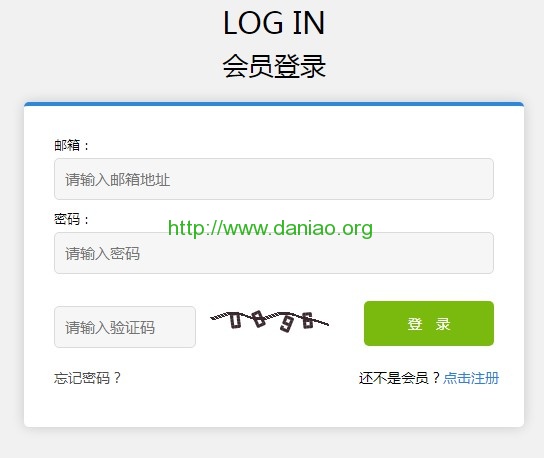 LOG IN
会员登录
邮箱：
请输入邮箱地址
密码：
http://www.daniao.org
请输入密码
请输入验证码
0896
登 录
忘记密码？
还不是会员？点击注册